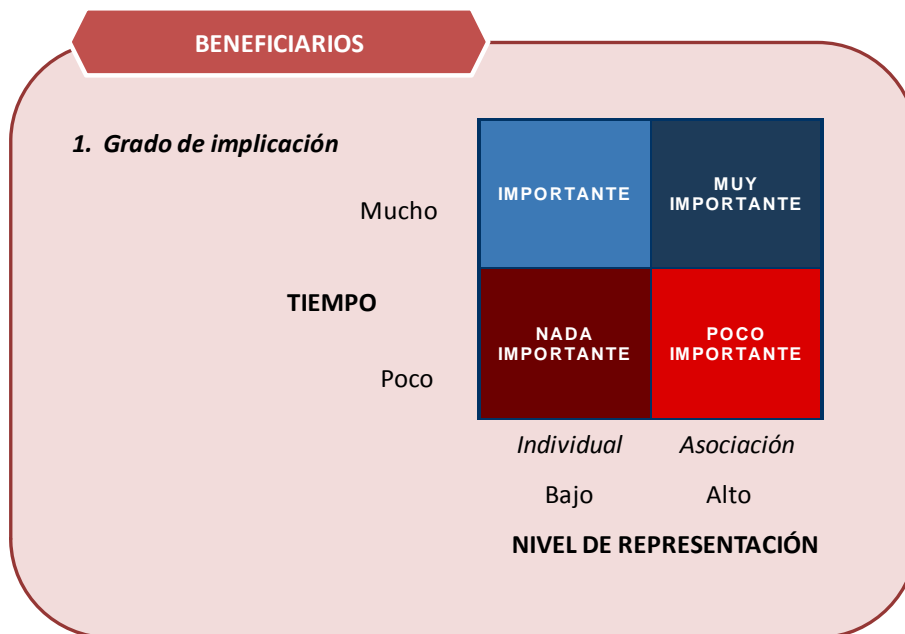 BENEFICIARIOS
1. Grado de implicación
Mucho
IMPORTANTE
MUY
IMPORTANTE
TIEMPO
Poco
NADA
IMPORTANTE
POCO
IMPORTANTE
Individual
Asociación
Bajo
Alto
NIVEL DE REPRESENTACIÓN